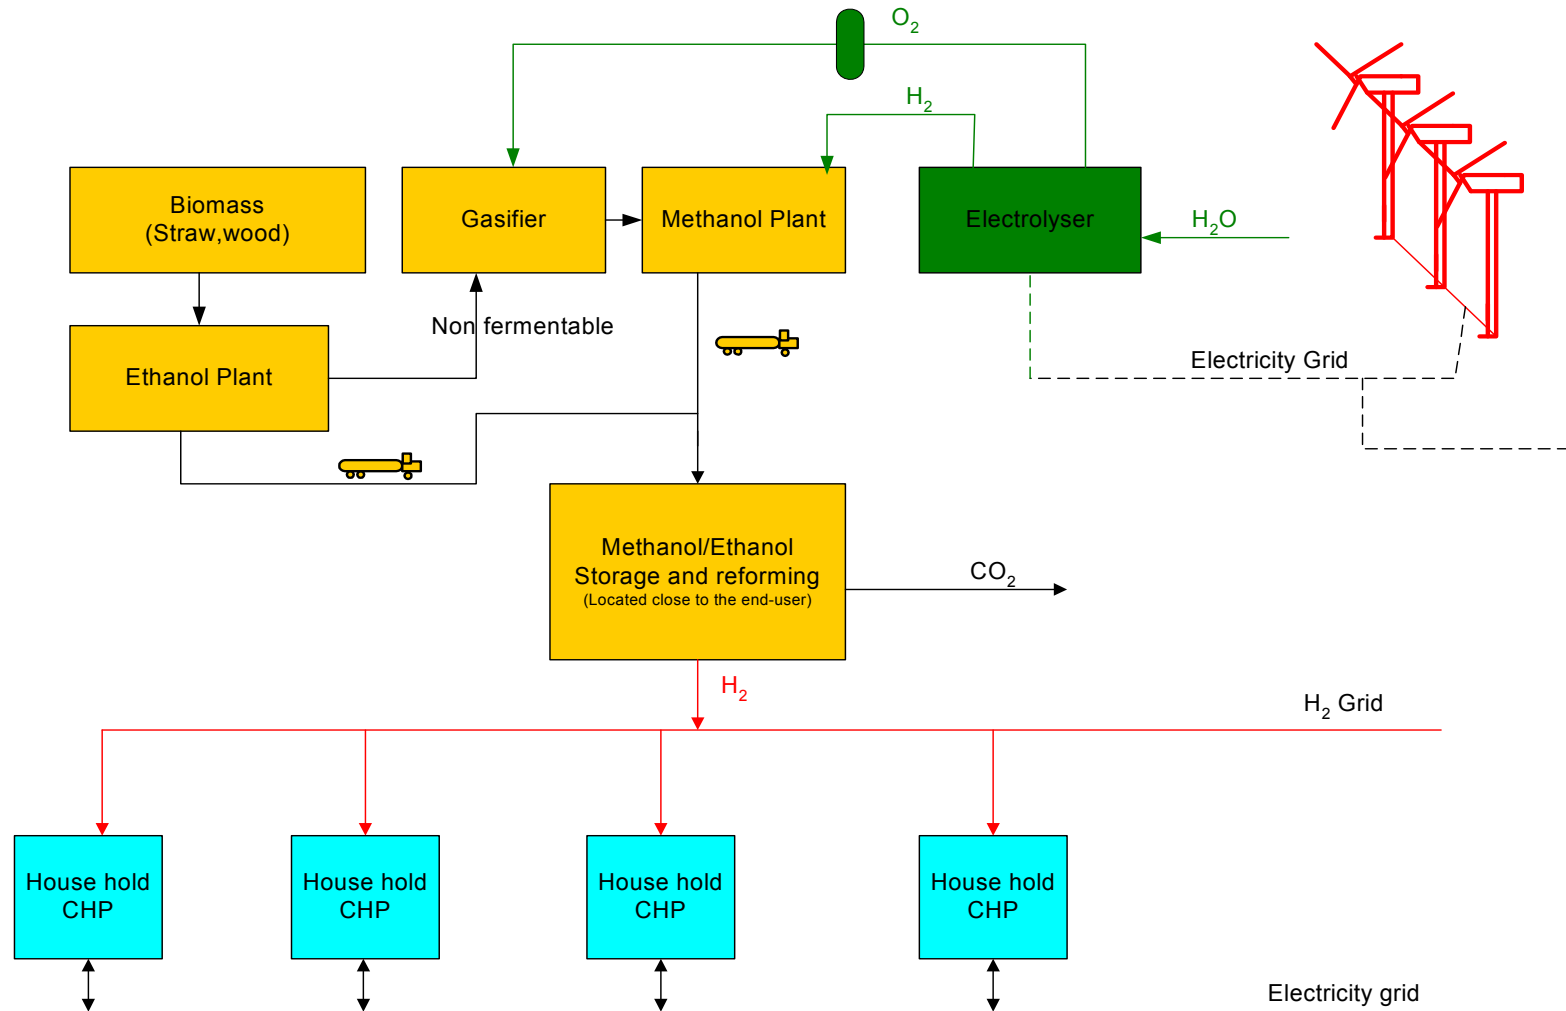 O2
H2
Biomass
(Straw,wood)
Gasifier
Methanol Plant
Electrolyser
H2O
Non fermentable
Ethanol Plant
Electricity Grid
Methanol/Ethanol
Storage and reforming
(Located close to the end-user)
CO2
H2
H2 Grid
House hold
CHP
House hold
CHP
House hold
CHP
House hold
CHP
Electricity grid